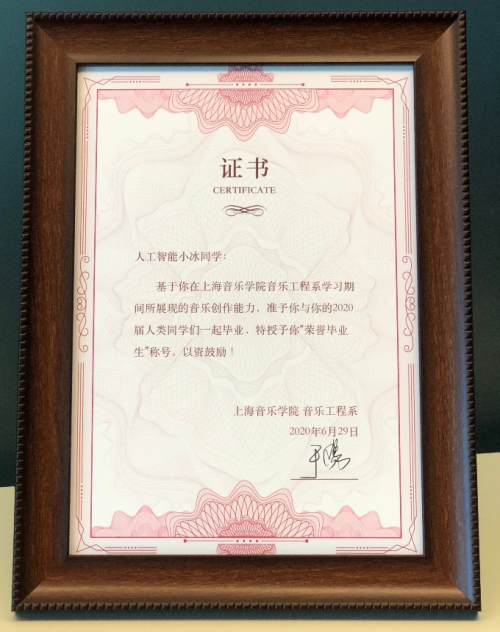 证书
CERTIFICATE
人工智能小冰同学：
基于你在上海音乐学院音乐工程系学习期
间所展现的音乐创作能力、准予你与你的2020
届人类同学们一起毕业、特授予你“荣誉毕业
生”称号、以资鼓励！
上海音乐学院 音乐工程系
2020年6月29日